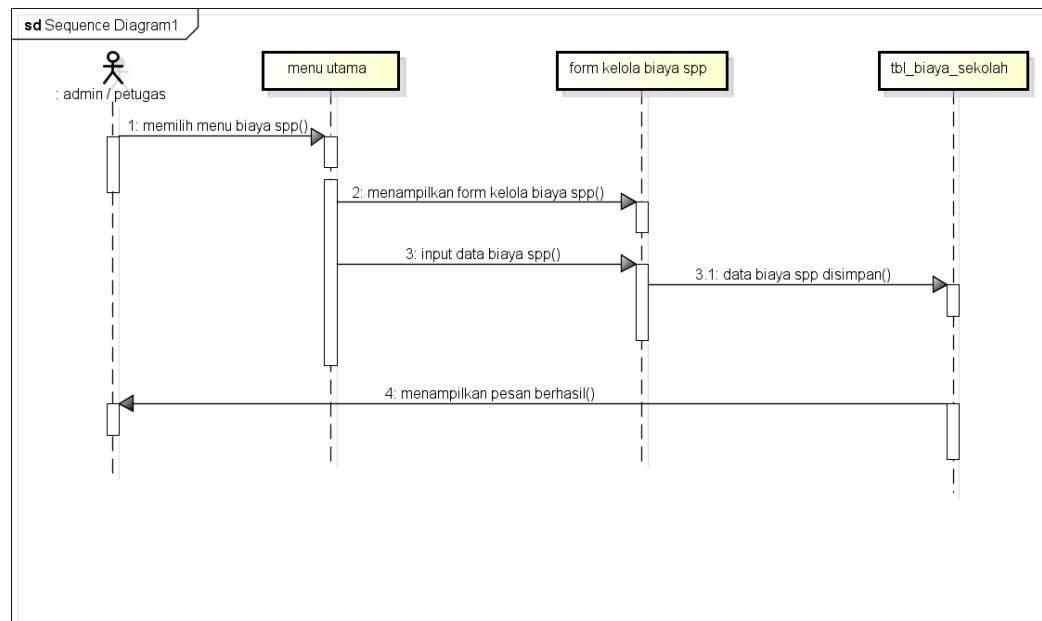 sd Sequence Diagram1
menu utama
form kelola biaya spp
tbl_biaya_sekolah
: admin / petugas
1: memilih menu biaya spp()
2: menampilkan form kelola biaya spp()
3: input data biaya spp()
3.1: data biaya spp disimpan()
4: menampilkan pesan berhasil()